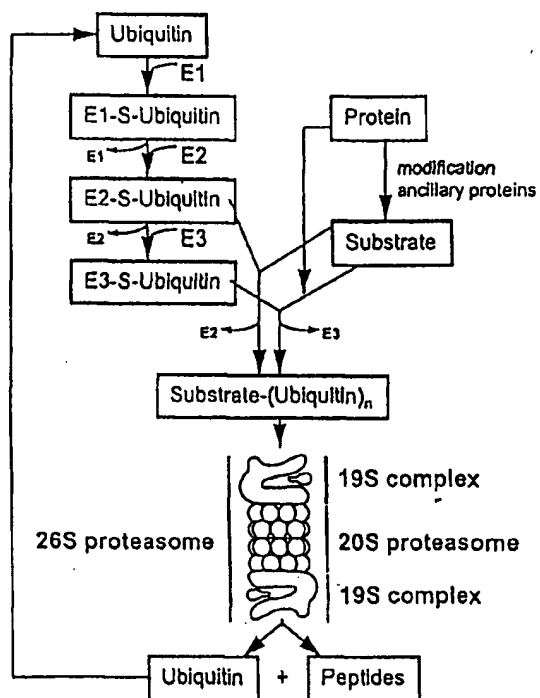 Ubiquitin
E1
E1-S-Ubiquitin
E1
E2
E2-S-Ubiquitin
E2
E3
E3-S-Ubiquitin
Protein
modification
ancillary proteins
Substrate
E2
E3
Substrate-(Ubiquitin)n
19S complex
26S proteasome
20S proteasome
19S complex
Ubiquitin + Peptides